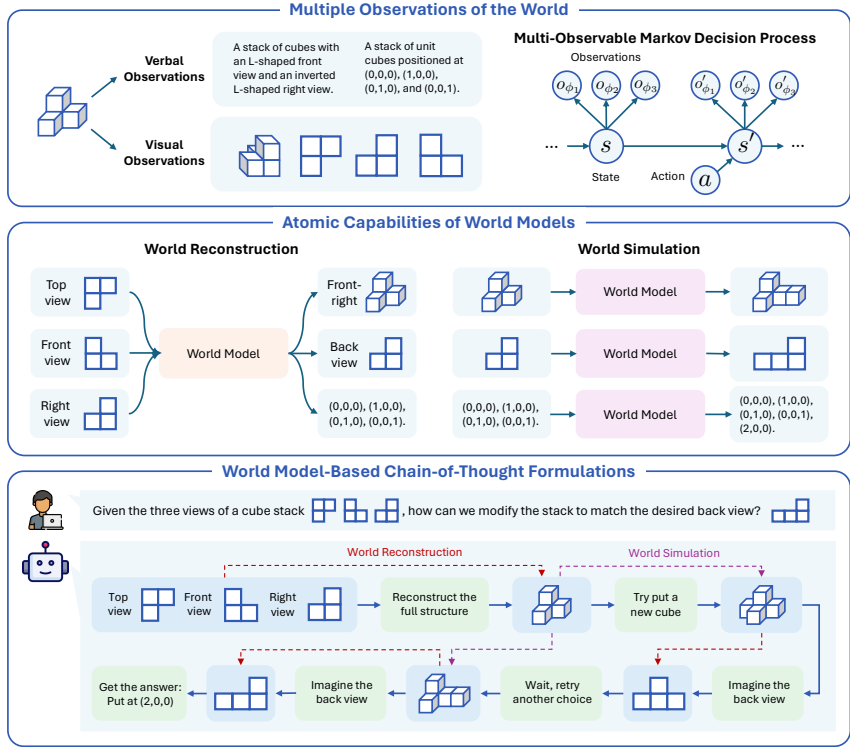 Multiple Observations of the World
Verbal
Observations
A stack of cubes with
an L-shaped front
view and an inverted
L-shaped right view.
A stack of unit
cubes positioned at
(0,0,0), (1,0,0),
(0,1,0), and (0,0,1).
Visual
Observations
Multi-Observable Markov Decision Process
Observations
o_{ϕ_1} o_{ϕ_2} o_{ϕ_3} o'_{ϕ_1} o'_{ϕ_2} o'_{ϕ_3}
... s s' ...
State Action a
Atomic Capabilities of World Models
World Reconstruction
Top
view
Front
view
Right
view
World Model
Front-
right
Back
view
(0,0,0), (1,0,0),
(0,1,0), (0,0,1).
World Simulation
World Model
World Model
(0,0,0), (1,0,0),
(0,1,0), (0,0,1).
World Model
(0,0,0), (1,0,0),
(0,1,0), (0,0,1),
(2,0,0).
World Model-Based Chain-of-Thought Formulations
Given the three views of a cube stack , how can we modify the stack to match the desired back view?
World Reconstruction
World Simulation
Top
view
Front
view
Right
view
Reconstruct the
full structure
Try put a
new cube
Imagine the
back view
Wait, retry
another choice
Imagine the
back view
Get the answer:
Put at (2,0,0)